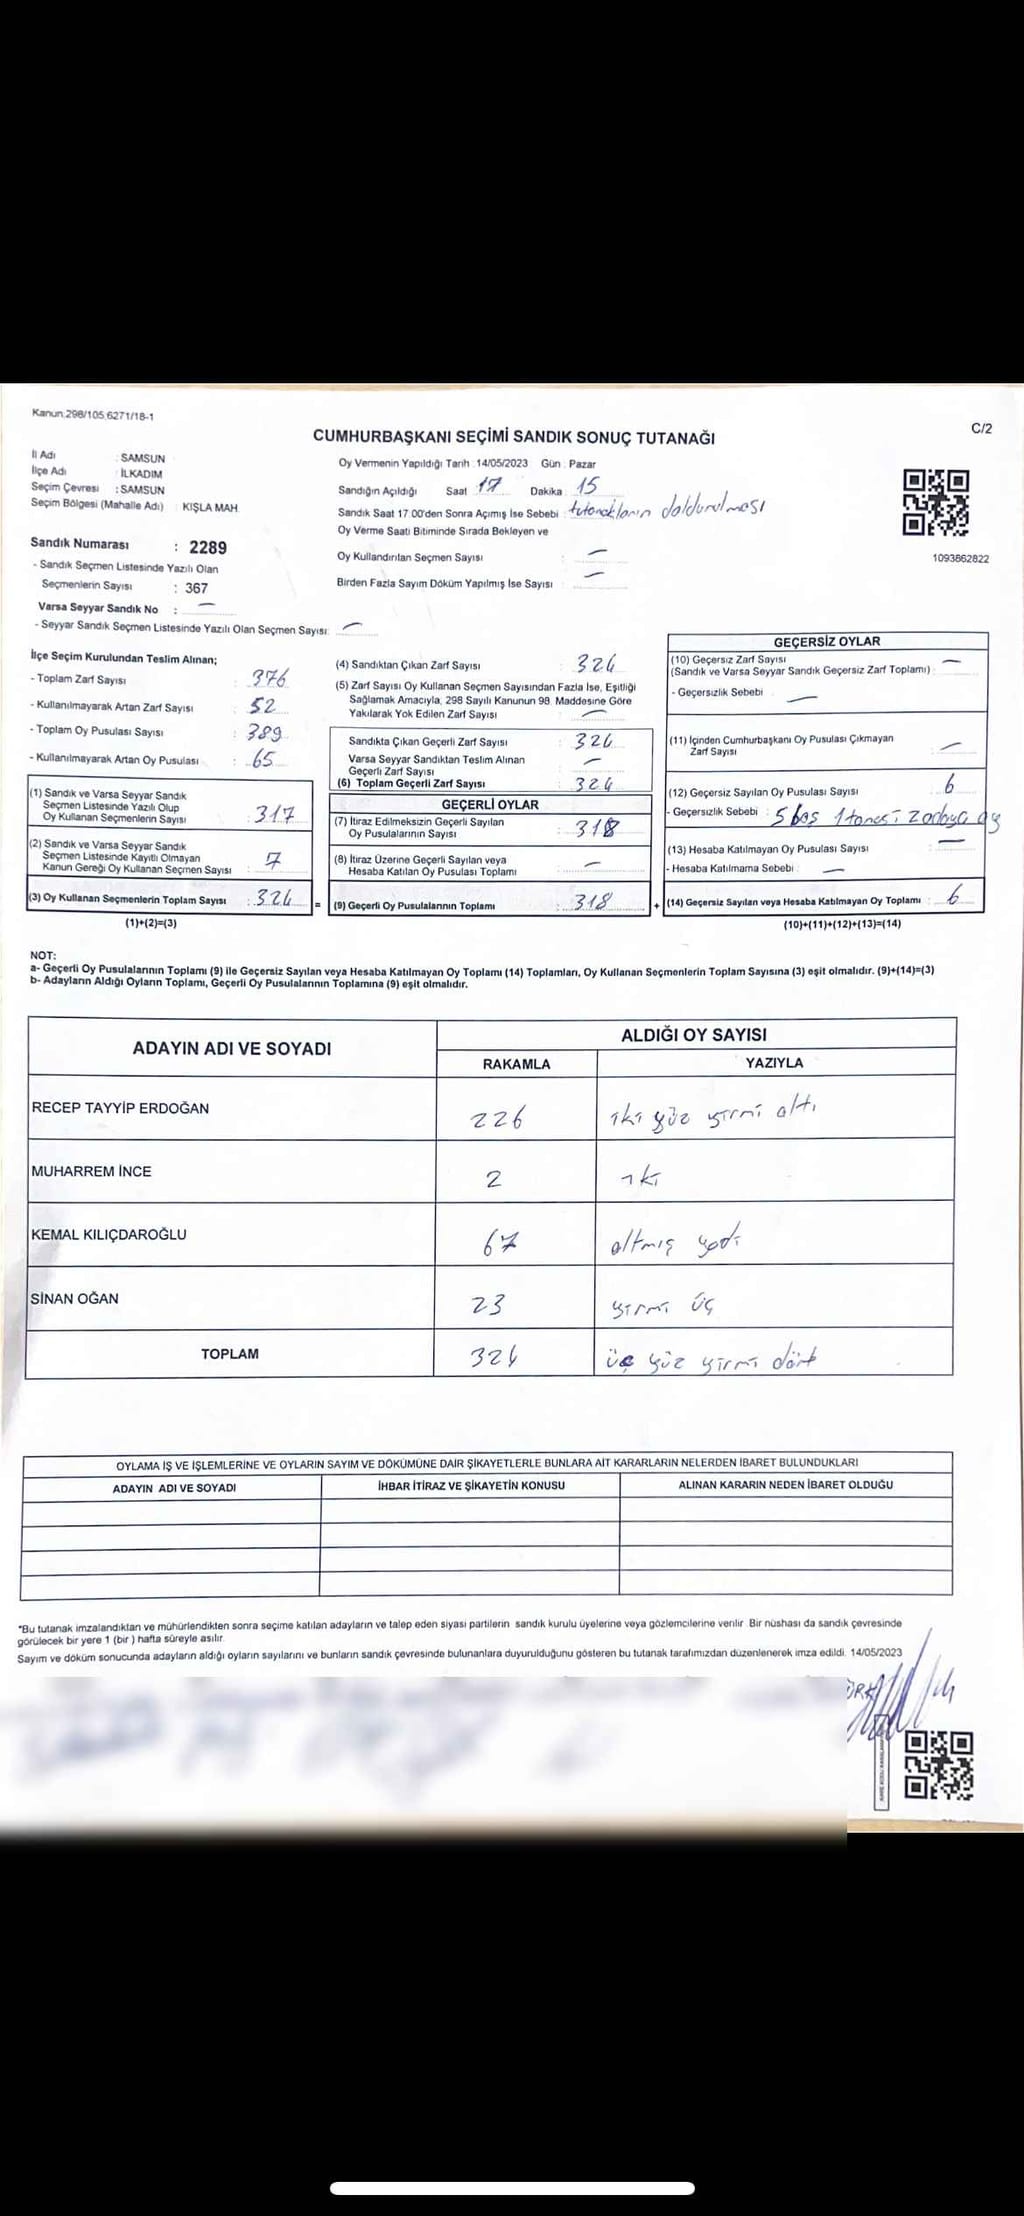 Kanun:298/105,6271/18-1
C/2
CUMHURBAŞKANI SEÇİMİ SANDIK SONUÇ TUTANAĞI
İl Adı : SAMSUN
İlçe Adı : İLKADIM
Seçim Çevresi : SAMSUN
Seçim Bölgesi (Mahalle Adı) : KIŞLA MAH.
Oy Vermenin Yapıldığı Tarih : 14/05/2023 Gün : Pazar
Sandığın Açıldığı Saat 17 Dakika : 15
Sandık Saat 17 00'den Sonra Açımış İse Sebebi : tutanakların doldurulması
Oy Verme Saati Bitiminde Sırada Bekleyen ve
Oy Kullandırılan Seçmen Sayısı : —
Birden Fazla Sayım Döküm Yapılmış İse Sayısı : —
1093862822
Sandık Numarası : 2289
- Sandık Seçmen Listesinde Yazılı Olan
Seçmenlerin Sayısı : 367
Varsa Seyyar Sandık No : —
- Seyyar Sandık Seçmen Listesinde Yazılı Olan Seçmen Sayısı: —
İlçe Seçim Kurulundan Teslim Alınan;
- Toplam Zarf Sayısı : 376
- Kullanılmayarak Artan Zarf Sayısı : 52
- Toplam Oy Pusulası Sayısı : 389
- Kullanılmayarak Artan Oy Pusulası : 65
(1) Sandık ve Varsa Seyyar Sandık
Seçmen Listesinde Yazılı Olup
Oy Kullanan Seçmenlerin Sayısı : 317
(2) Sandık ve Varsa Seyyar Sandık
Seçmen Listesinde Kayıtlı Olmayan
Kanun Gereği Oy Kullanan Seçmen Sayısı : 7
(3) Oy Kullanan Seçmenlerin Toplam Sayısı : 324 =
(1)+(2)=(3)
(4) Sandıktan Çıkan Zarf Sayısı : 324
(5) Zarf Sayısı Oy Kullanan Seçmen Sayısından Fazla İse, Eşitliği
Sağlamak Amacıyla, 298 Sayılı Kanunun 98. Maddesine Göre
Yakılarak Yok Edilen Zarf Sayısı : —
Sandıkta Çıkan Geçerli Zarf Sayısı : 324
Varsa Seyyar Sandıktan Teslim Alınan
Geçerli Zarf Sayısı : —
(6) Toplam Geçerli Zarf Sayısı : 324
GEÇERLİ OYLAR
(7) İtiraz Edilmeksizin Geçerli Sayılan
Oy Pusulalarının Sayısı : 318
(8) İtiraz Üzerine Geçerli Sayılan veya
Hesaba Katılan Oy Pusulası Toplamı : —
(9) Geçerli Oy Pusulalarının Toplamı : 318 +
GEÇERSİZ OYLAR
(10) Geçersiz Zarf Sayısı : —
(Sandık ve Varsa Seyyar Sandık Geçersiz Zarf Toplamı)
- Geçersizlik Sebebi : —
(11) İçinden Cumhurbaşkanı Oy Pusulası Çıkmayan
Zarf Sayısı : —
(12) Geçersiz Sayılan Oy Pusulası Sayısı : 6
- Geçersizlik Sebebi : 5 boş 1 tanesi
(13) Hesaba Katılmayan Oy Pusulası Sayısı : —
- Hesaba Katılmama Sebebi : —
(14) Geçersiz Sayılan veya Hesaba Katılmayan Oy Toplamı : 6
(10)+(11)+(12)+(13)=(14)
NOT:
a- Geçerli Oy Pusulalarının Toplamı (9) ile Geçersiz Sayılan veya Hesaba Katılmayan Oy Toplamı (14) Toplamları, Oy Kullanan Seçmenlerin Toplam Sayısına (3) eşit olmalıdır. (9)+(14)=(3)
b- Adayların Aldığı Oyların Toplamı, Geçerli Oy Pusulalarının Toplamına (9) eşit olmalıdır.
ADAYIN ADI VE SOYADI
ALDIĞI OY SAYISI
RAKAMLA YAZIYLA
RECEP TAYYİP ERDOĞAN 226 iki yüz yirmi altı
MUHARREM İNCE 2 iki
KEMAL KILIÇDAROĞLU 67 altmış yedi
SİNAN OĞAN 23 yirmi üç
TOPLAM 324 üç yüz yirmi dört
OYLAMA İŞ VE İŞLEMLERİNE VE OYLARIN SAYIM VE DÖKÜMÜNE DAİR ŞİKAYETLERLE BUNLARA AİT KARARLARIN NELERDEN İBARET BULUNDUKLARI
ADAYIN ADI VE SOYADI İHBAR İTİRAZ VE ŞİKAYETİN KONUSU ALINAN KARARIN NEDEN İBARET OLDUĞU
*Bu tutanak imzalandıktan ve mühürlendikten sonra seçime katılan adayların ve talep eden siyasi partilerin sandık kurulu üyelerine veya gözlemcilerine verilir. Bir nüshası da sandık çevresinde
görülecek bir yere 1 (bir ) hafta süreyle asılır.
Sayım ve döküm sonucunda adayların aldığı oyların sayılarını ve bunların sandık çevresinde bulunanlara duyurulduğunu gösteren bu tutanak tarafımızdan düzenlenerek imza edildi. 14/05/2023